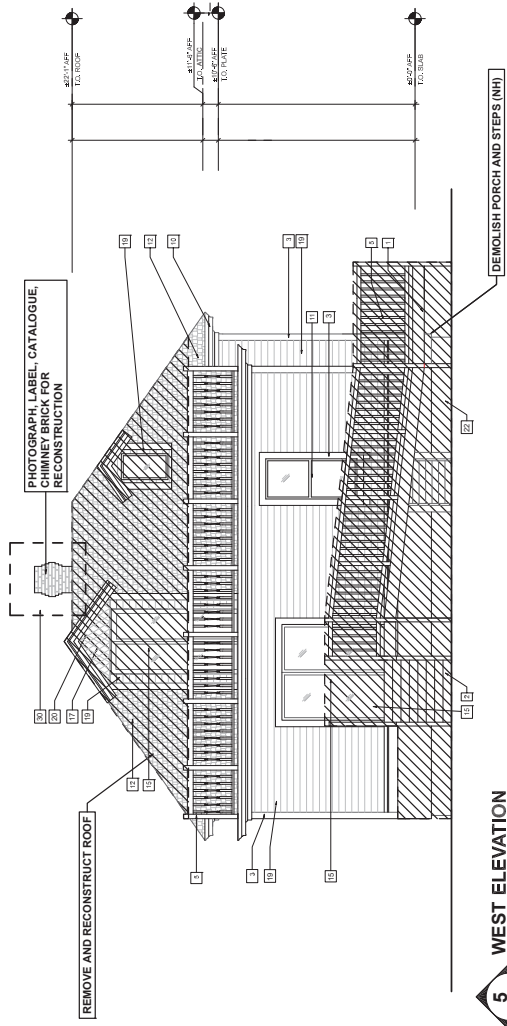 ±22'-1" AFF
T.O. ROOF
±11'-6" AFF
T.O. ATTIC
±10'-6" AFF
T.O. PLATE
±0'-0" AFF
T.O. SLAB
PHOTOGRAPH, LABEL, CATALOGUE,
CHIMNEY BRICK FOR
RECONSTRUCTION
30
20
17
19
19
12
10
REMOVE AND RECONSTRUCT ROOF
12
15
5
3
19
3
19
11
3
15
5
1
DEMOLISH PORCH AND STEPS (NH)
15
2
22
5 WEST ELEVATION